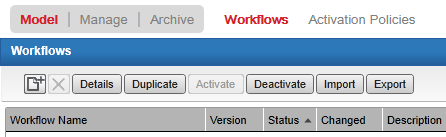 Model | Manage | Archive Workflows Activation Policies
Workflows
Details Duplicate Activate Deactivate Import Export
Workflow Name Version Status Changed Description